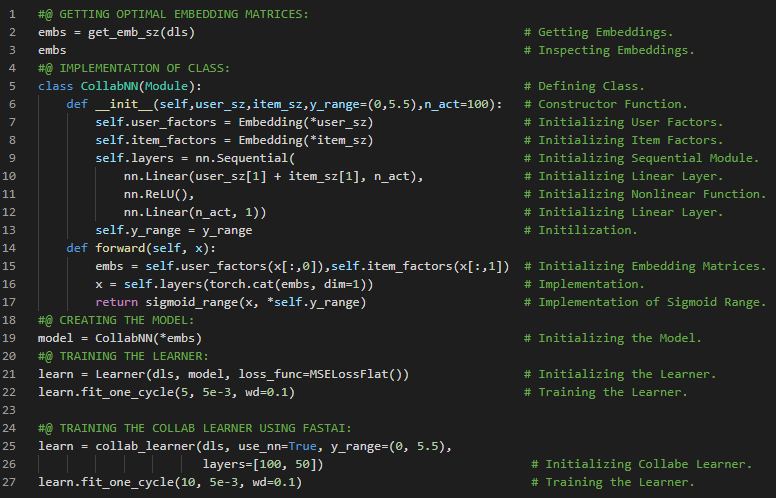 1 #@ GETTING OPTIMAL EMBEDDING MATRICES:
2 embs = get_emb_sz(dls) # Getting Embeddings.
3 embs # Inspecting Embeddings.
4 #@ IMPLEMENTATION OF CLASS:
5 class CollabNN(Module): # Defining Class.
6 def __init__(self,user_sz,item_sz,y_range=(0,5.5),n_act=100): # Constructor Function.
7 self.user_factors = Embedding(*user_sz) # Initializing User Factors.
8 self.item_factors = Embedding(*item_sz) # Initializing Item Factors.
9 self.layers = nn.Sequential( # Initializing Sequential Module.
10 nn.Linear(user_sz[1] + item_sz[1], n_act), # Initializing Linear Layer.
11 nn.ReLU(), # Initializing Nonlinear Function.
12 nn.Linear(n_act, 1)) # Initializing Linear Layer.
13 self.y_range = y_range # Initilization.
14 def forward(self, x):
15 embs = self.user_factors(x[:,0]),self.item_factors(x[:,1]) # Initializing Embedding Matrices.
16 x = self.layers(torch.cat(embs, dim=1)) # Implementation.
17 return sigmoid_range(x, *self.y_range) # Implementation of Sigmoid Range.
18 #@ CREATING THE MODEL:
19 model = CollabNN(*embs) # Initializing the Model.
20 #@ TRAINING THE LEARNER:
21 learn = Learner(dls, model, loss_func=MSELossFlat()) # Initializing the Learner.
22 learn.fit_one_cycle(5, 5e-3, wd=0.1) # Training the Learner.
23
24 #@ TRAINING THE COLLAB LEARNER USING FASTAI:
25 learn = collab_learner(dls, use_nn=True, y_range=(0, 5.5),
26 layers=[100, 50]) # Initializing Collabe Learner.
27 learn.fit_one_cycle(10, 5e-3, wd=0.1) # Training the Learner.